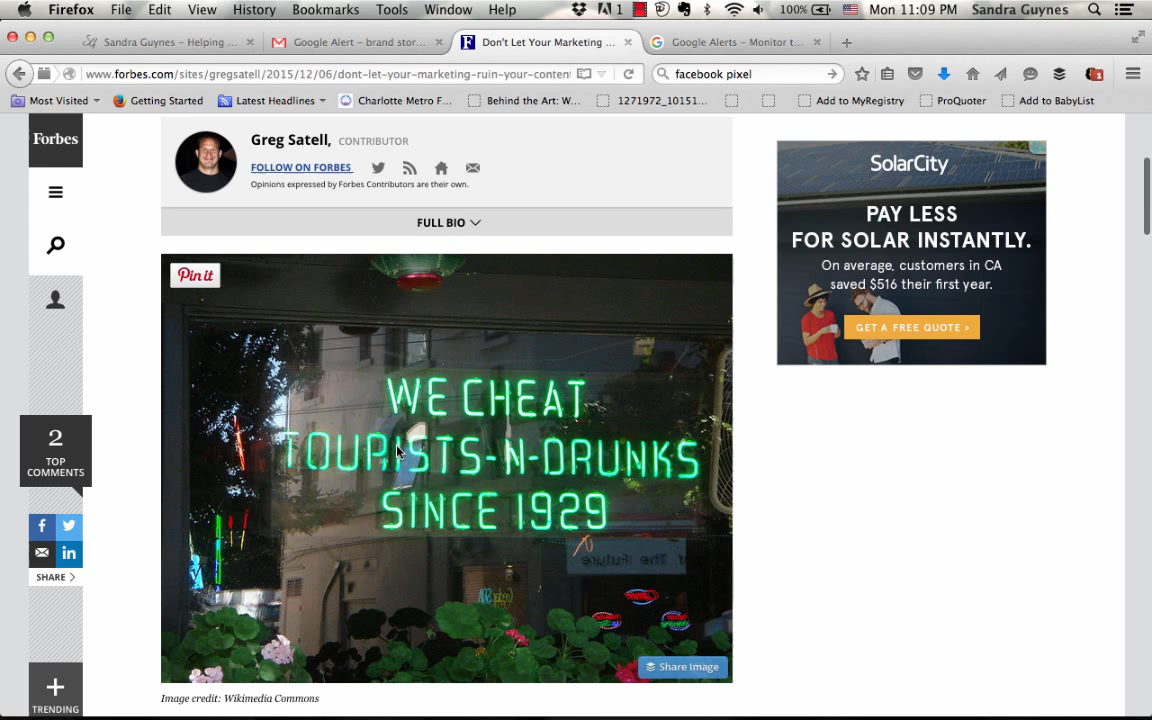 Firefox File Edit View History Bookmarks Tools Window Help 1 100% Mon 11:09 PM Sandra Guynes
Sandra Guynes – Helping ... × Google Alert – brand stor... × Don't Let Your Marketing ... × Google Alerts – Monitor t... × +
www.forbes.com/sites/gregsatell/2015/12/06/dont-let-your-marketing-ruin-your-conten facebook pixel 1
Most Visited Getting Started Latest Headlines Charlotte Metro F... Behind the Art: W... 1271972_10151... Add to MyRegistry ProQuoter Add to BabyList
Forbes
Greg Satell, CONTRIBUTOR
FOLLOW ON FORBES
Opinions expressed by Forbes Contributors are their own.
FULL BIO
Pin it
WE CHEAT
TOURISTS-N-DRUNKS
SINCE 1929
Share Image
Image credit: Wikimedia Commons
SolarCity
PAY LESS
FOR SOLAR INSTANTLY.
On average, customers in CA
saved $516 their first year.
GET A FREE QUOTE >
2
TOP
COMMENTS
SHARE
TRENDING